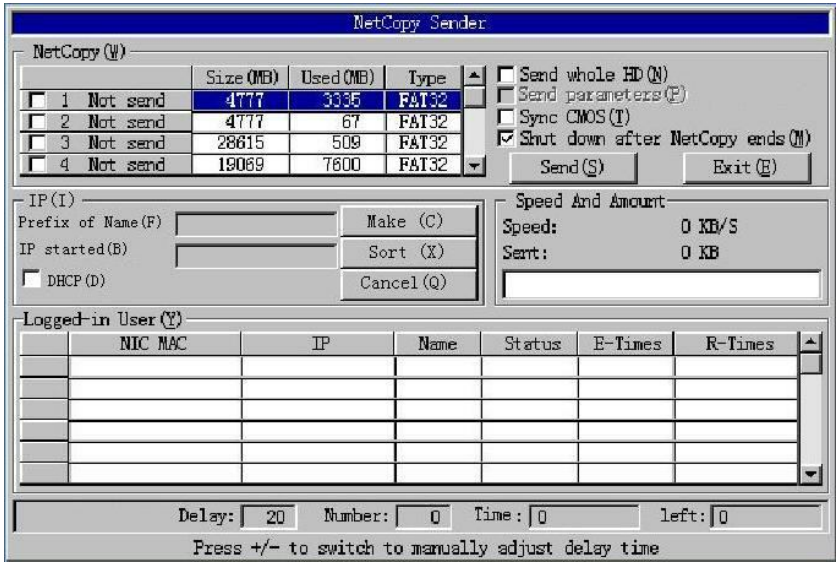 NetCopy Sender
NetCopy(W)
Size(MB) Used(MB) Type
1 Not send 4777 3335 FAT32
2 Not send 4777 67 FAT32
3 Not send 28615 509 FAT32
4 Not send 19069 7600 FAT32
Send whole HD(N)
Send parameters(P)
Sync CMOS(T)
Shut down after NetCopy ends(M)
Send(S) Exit(E)
IP(I)
Prefix of Name(F) Make (C)
IP started(B) Sort (X)
DHCP(D) Cancel(Q)
Speed And Amount
Speed: 0 KB/S
Sent: 0 KB
Logged-in User(Y)
NIC MAC IP Name Status E-Times R-Times
Delay: 20 Number: 0 Time: 0 left: 0
Press +/- to switch to manually adjust delay time